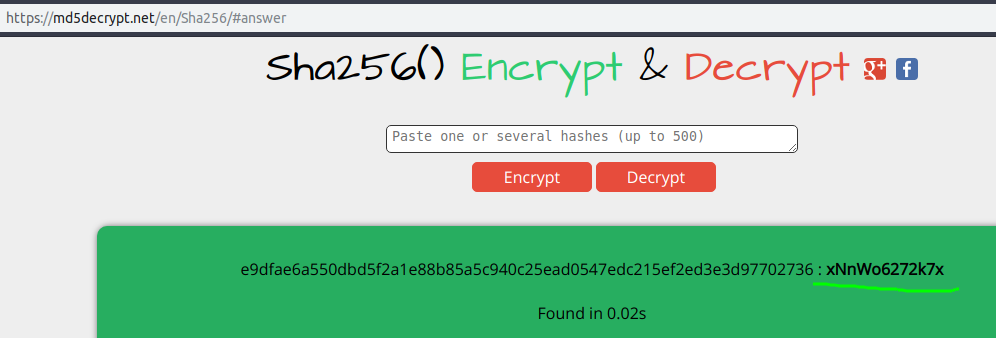 https://md5decrypt.net/en/Sha256/#answer
Sha256() Encrypt & Decrypt g+ f
Paste one or several hashes (up to 500)
Encrypt Decrypt
e9dfae6a550dbd5f2a1e88b85a5c940c25ead0547edc215ef2ed3e3d97702736 : xNnWo6272k7x
Found in 0.02s